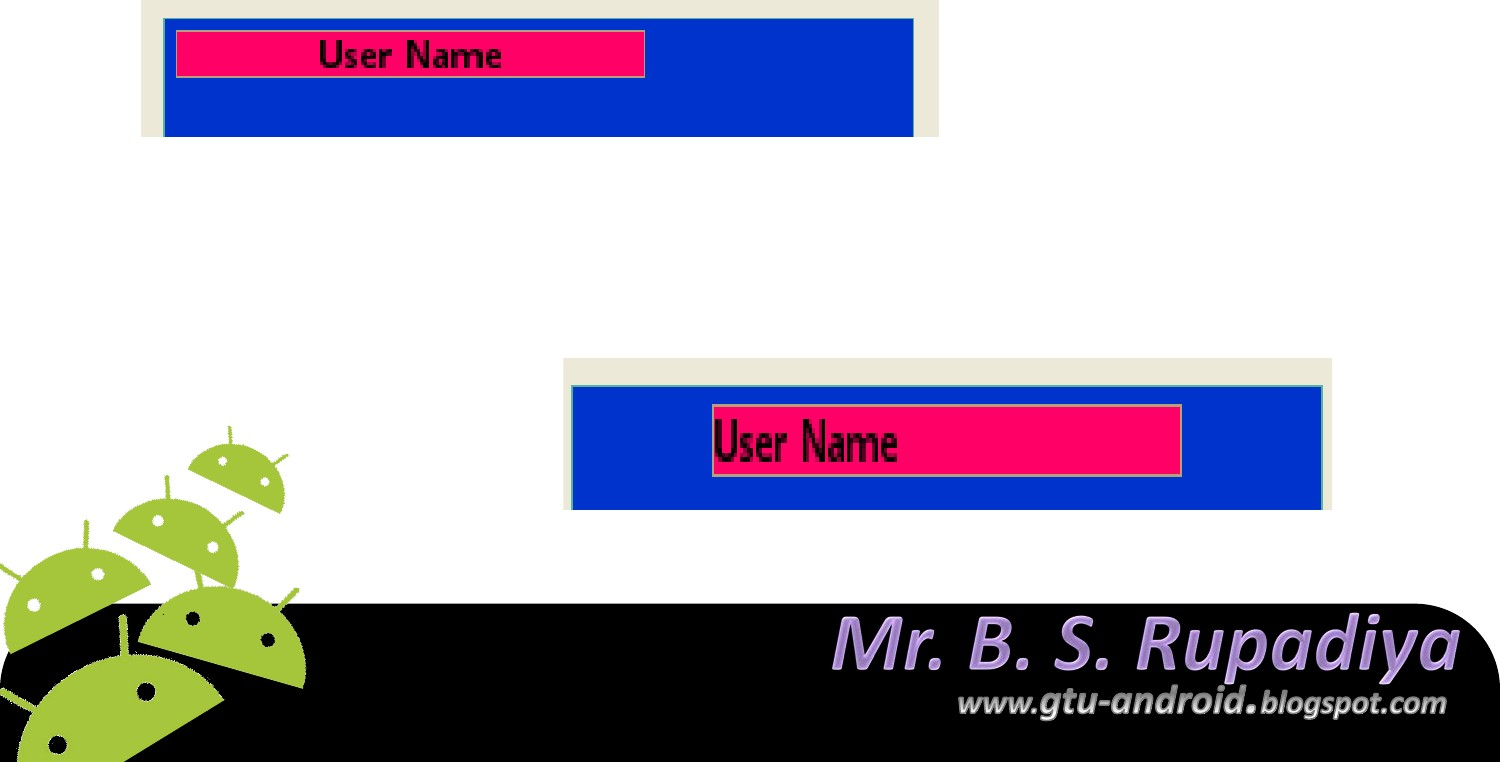 User Name
User Name
Mr. B. S. Rupadiya
www.gtu-android.blogspot.com